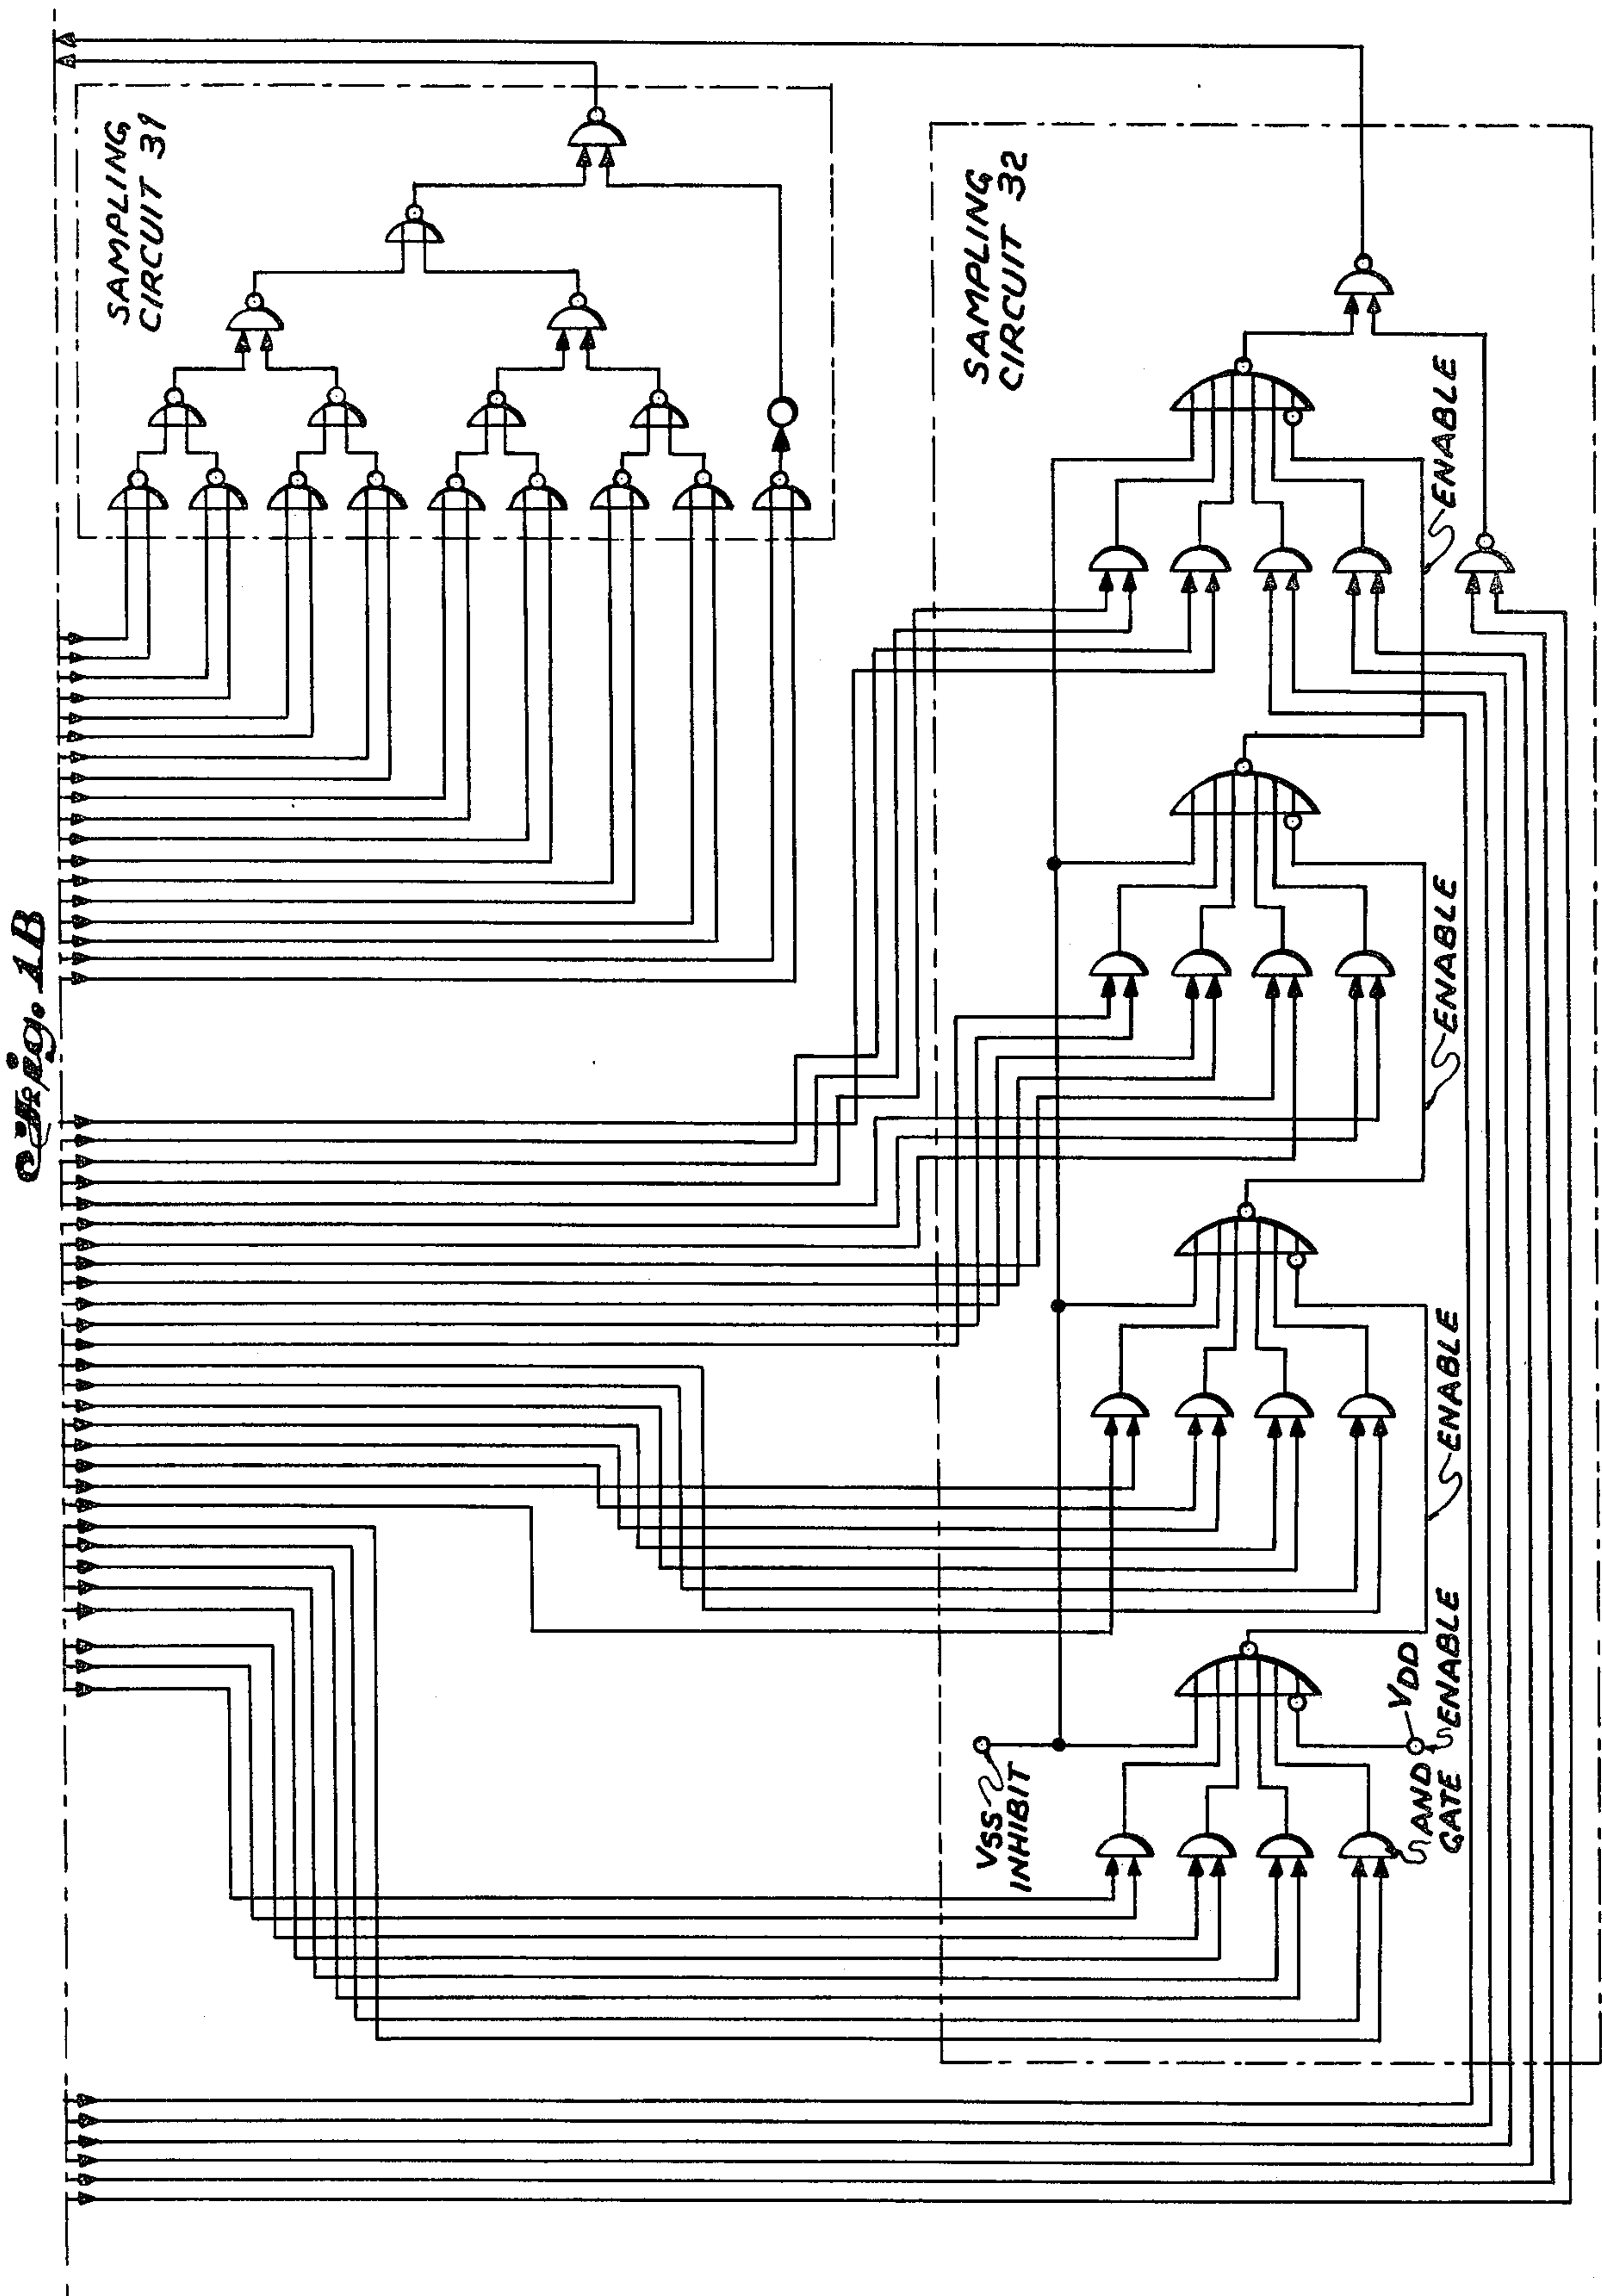 Fig. 1B
SAMPLING
CIRCUIT 31
SAMPLING
CIRCUIT 32
ENABLE
ENABLE
ENABLE
VSS
INHIBIT
VDD
AND
GATE
ENABLE